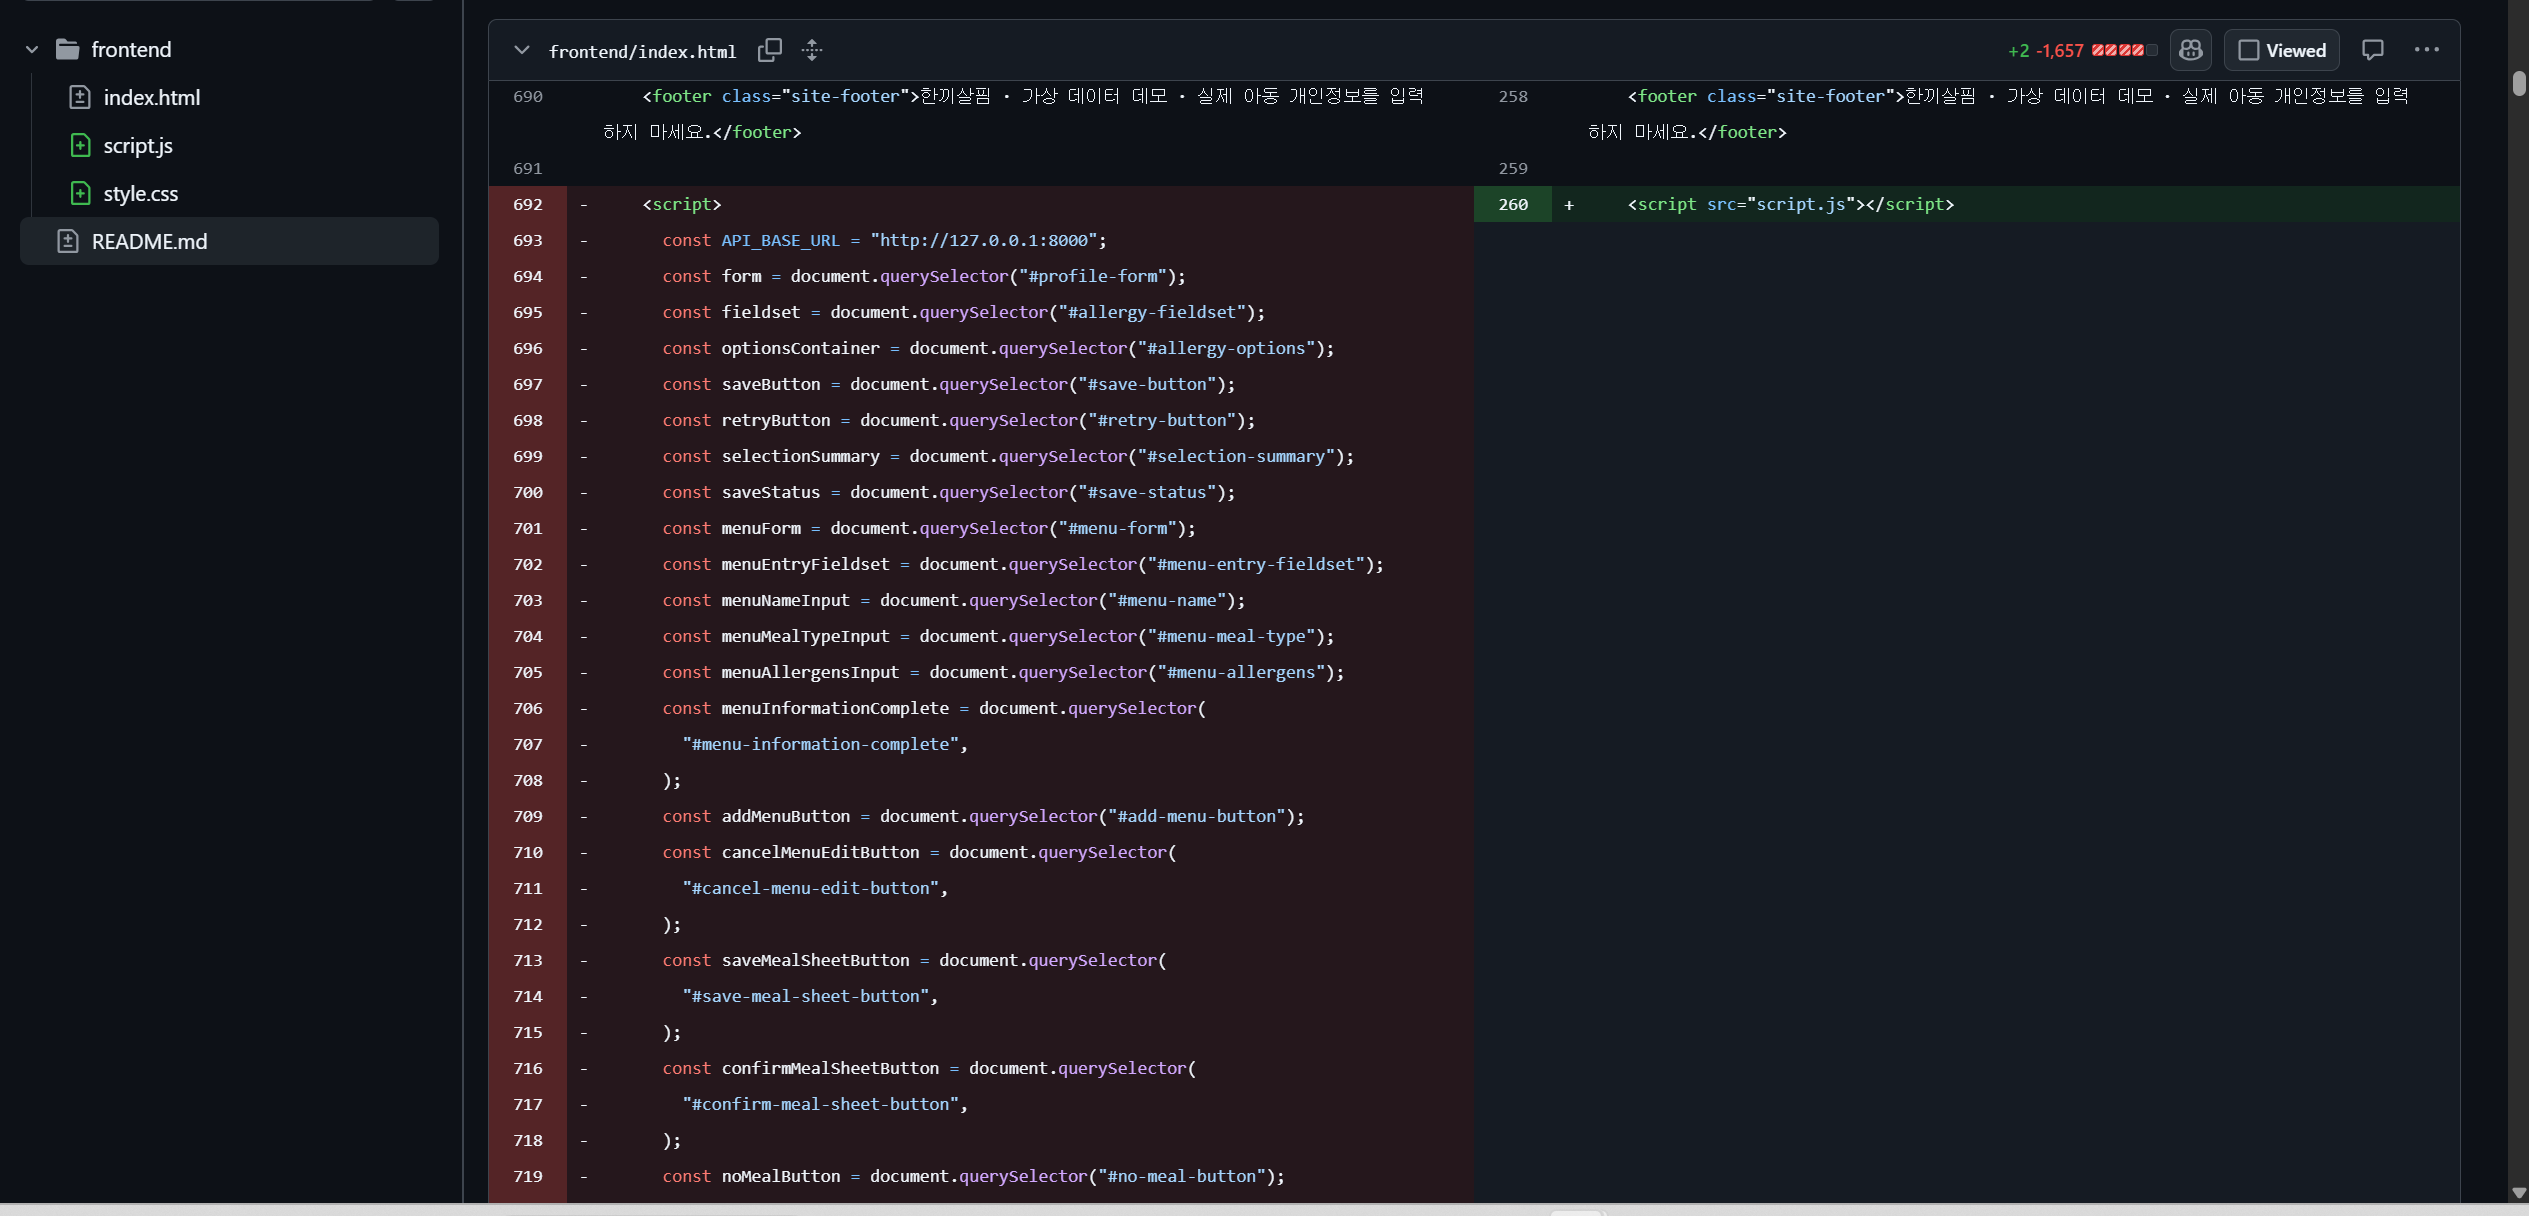 frontend
index.html
script.js
style.css
README.md
frontend/index.html
+2 -1,657
Viewed
690 <footer class="site-footer">한끼살핌 · 가상 데이터 데모 · 실제 아동 개인정보를 입력
하지 마세요.</footer>
691
692 - <script>
693 - const API_BASE_URL = "http://127.0.0.1:8000";
694 - const form = document.querySelector("#profile-form");
695 - const fieldset = document.querySelector("#allergy-fieldset");
696 - const optionsContainer = document.querySelector("#allergy-options");
697 - const saveButton = document.querySelector("#save-button");
698 - const retryButton = document.querySelector("#retry-button");
699 - const selectionSummary = document.querySelector("#selection-summary");
700 - const saveStatus = document.querySelector("#save-status");
701 - const menuForm = document.querySelector("#menu-form");
702 - const menuEntryFieldset = document.querySelector("#menu-entry-fieldset");
703 - const menuNameInput = document.querySelector("#menu-name");
704 - const menuMealTypeInput = document.querySelector("#menu-meal-type");
705 - const menuAllergensInput = document.querySelector("#menu-allergens");
706 - const menuInformationComplete = document.querySelector(
707 - "#menu-information-complete",
708 - );
709 - const addMenuButton = document.querySelector("#add-menu-button");
710 - const cancelMenuEditButton = document.querySelector(
711 - "#cancel-menu-edit-button",
712 - );
713 - const saveMealSheetButton = document.querySelector(
714 - "#save-meal-sheet-button",
715 - );
716 - const confirmMealSheetButton = document.querySelector(
717 - "#confirm-meal-sheet-button",
718 - );
719 - const noMealButton = document.querySelector("#no-meal-button");
258 <footer class="site-footer">한끼살핌 · 가상 데이터 데모 · 실제 아동 개인정보를 입력
하지 마세요.</footer>
259
260 + <script src="script.js"></script>